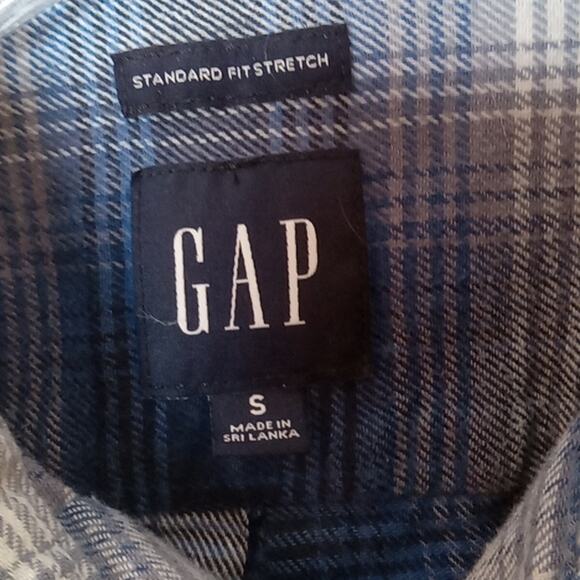 STANDARD FIT STRETCH
GAP
S
MADE IN
SRI LANKA